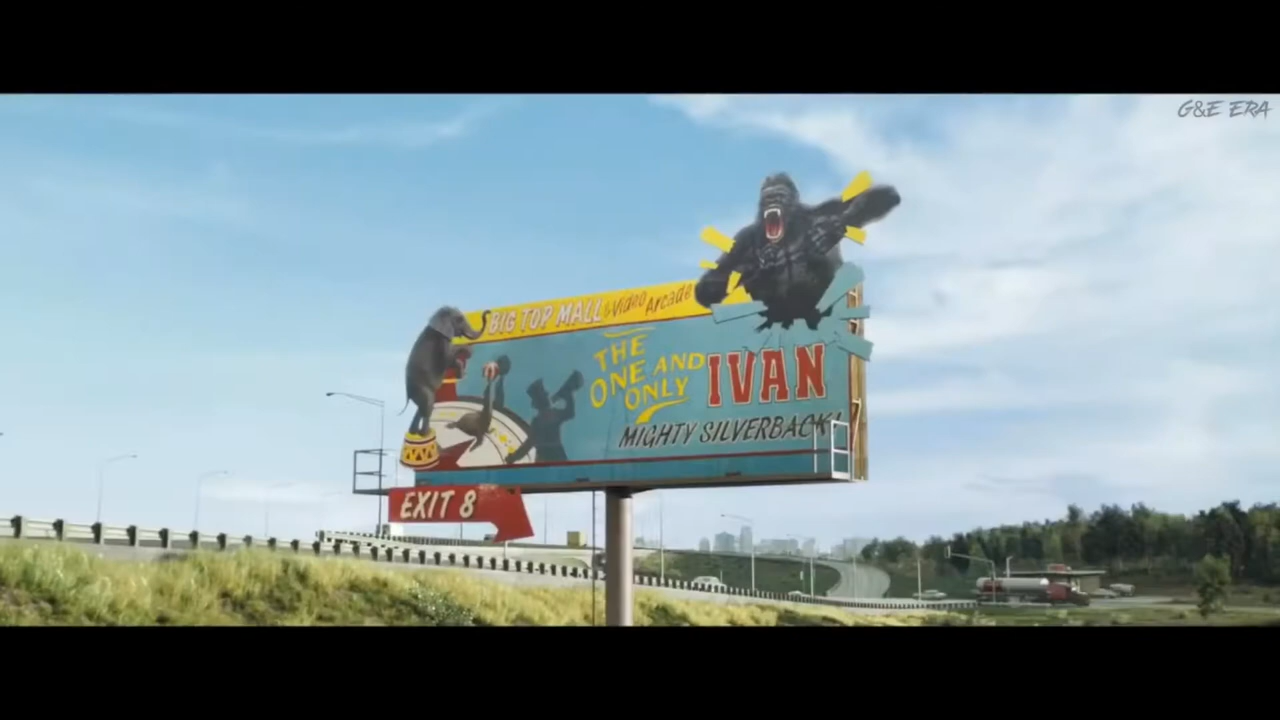 G&E ERA
BIG TOP MALL & Video Arcade
THE
ONE AND
ONLY
IVAN
MIGHTY SILVERBACK!
EXIT 8